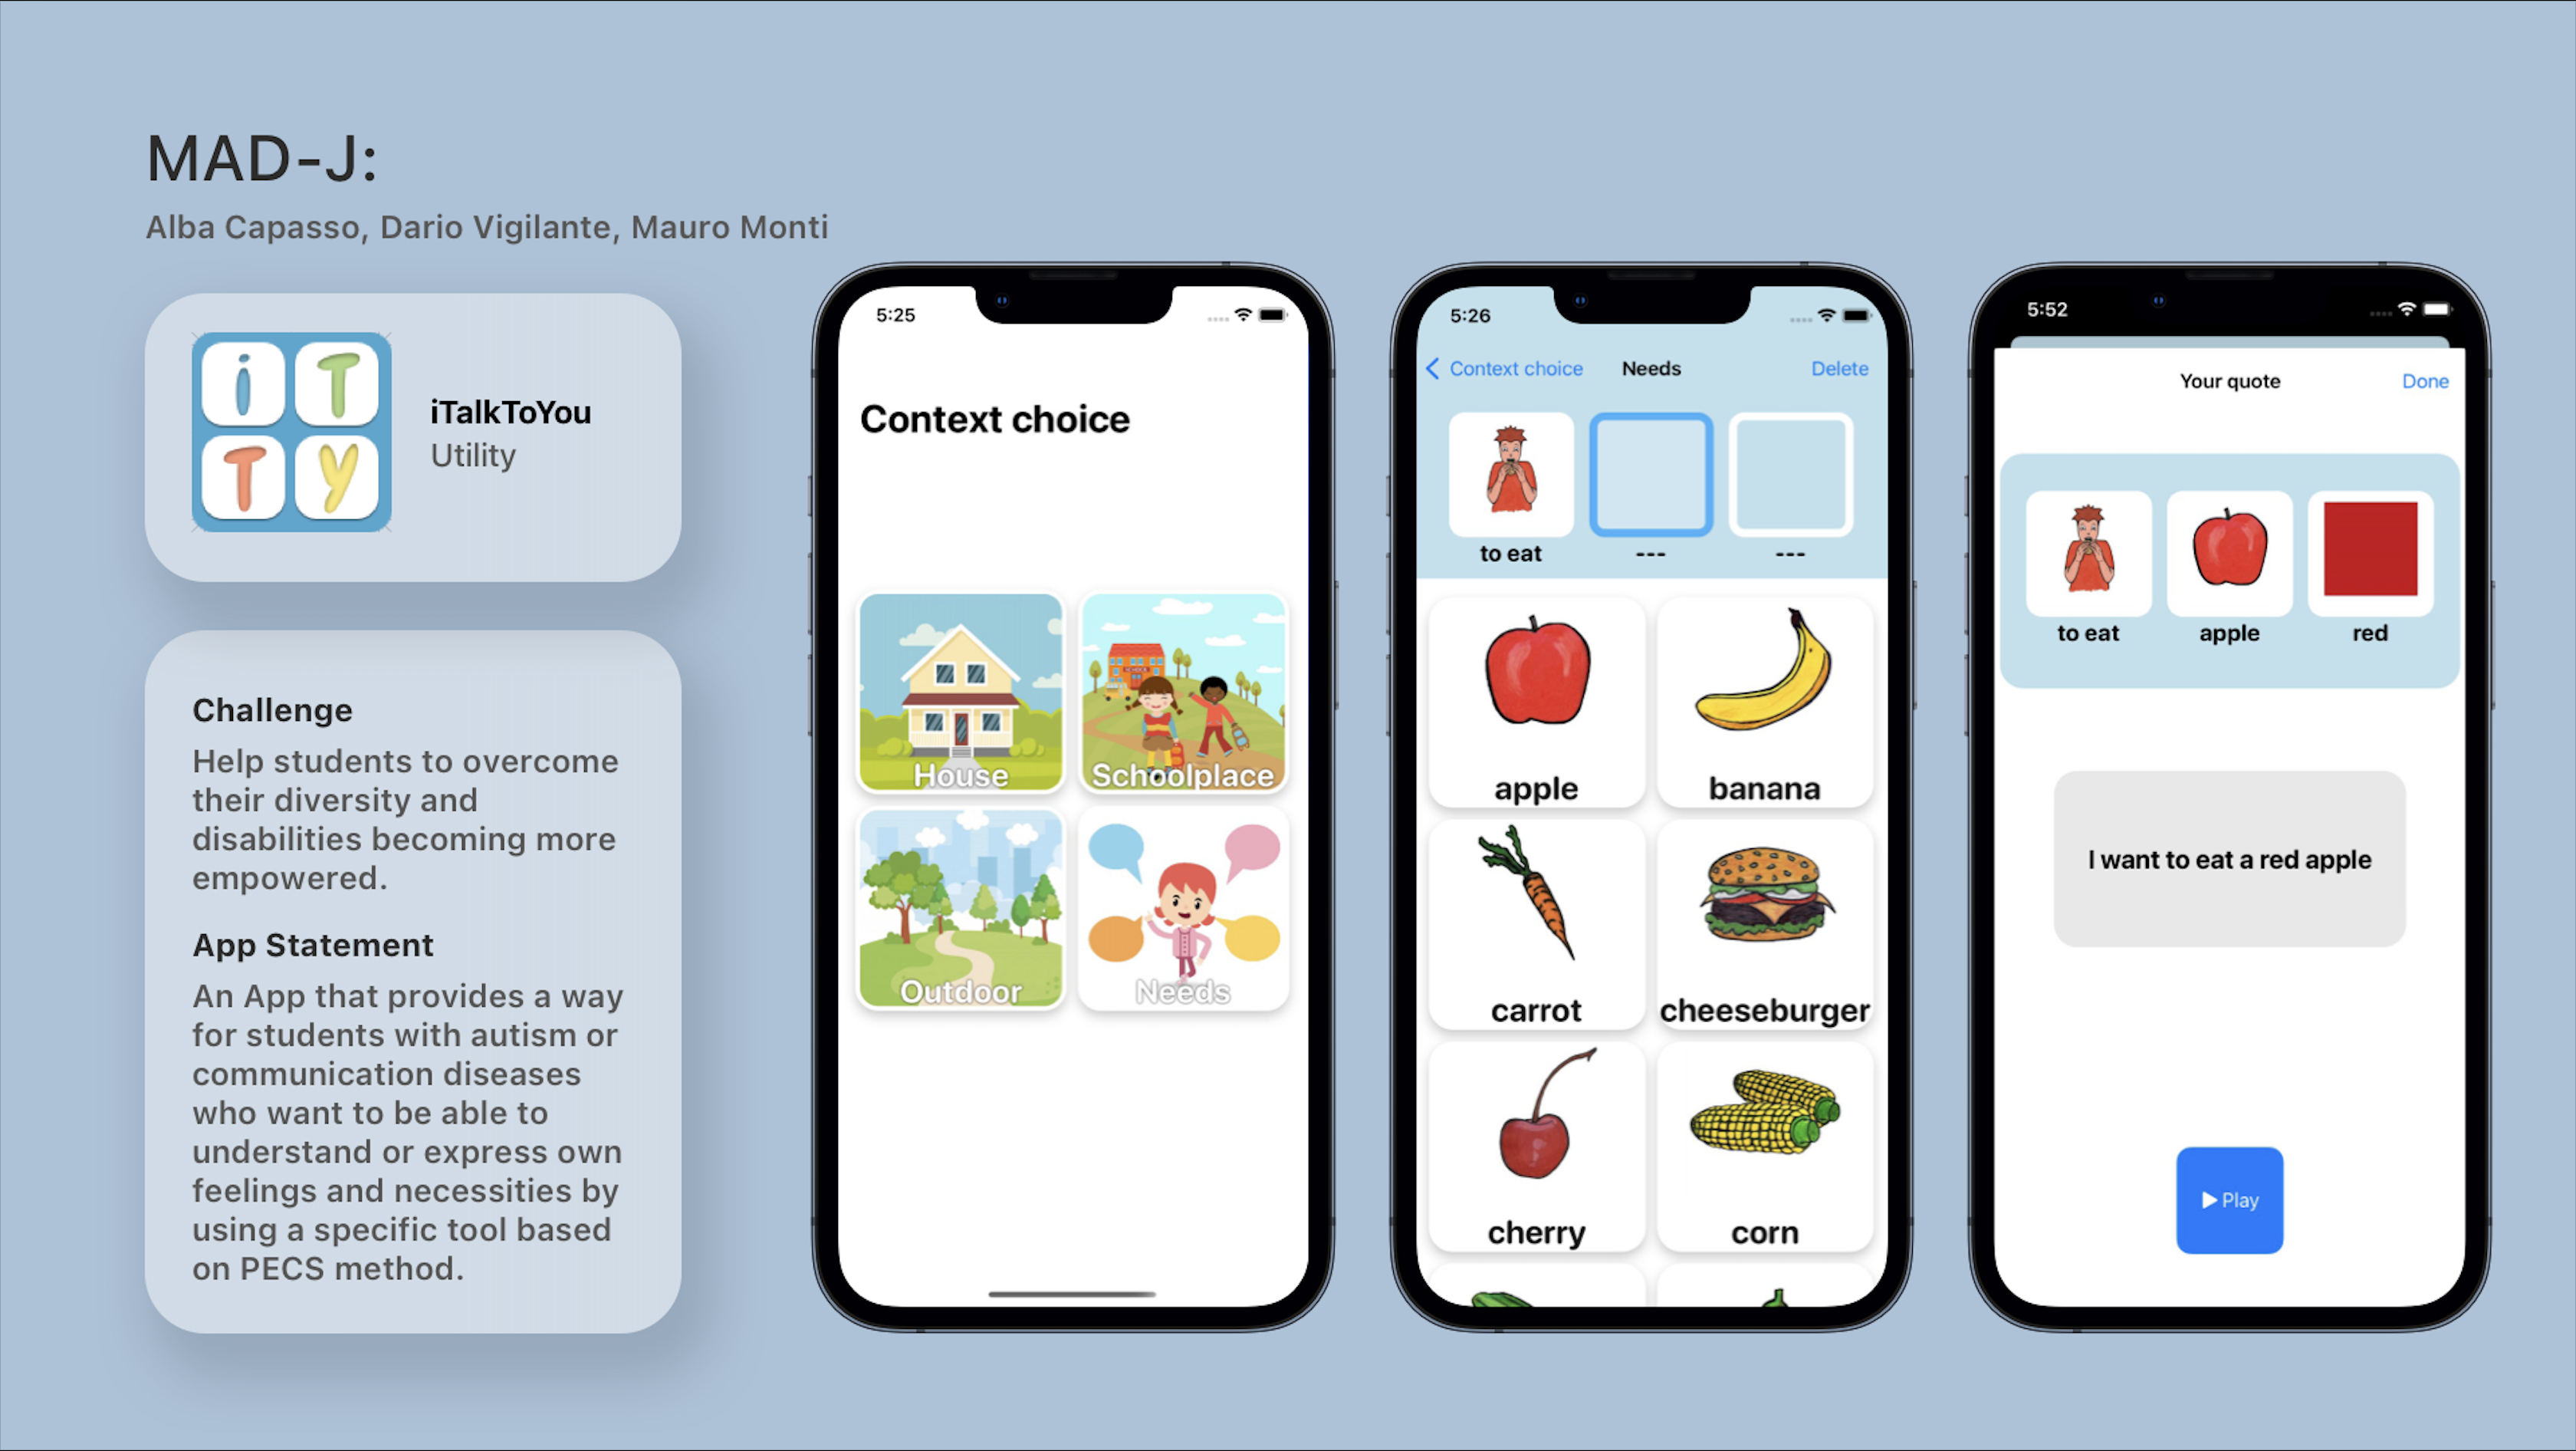 MAD-J:
Alba Capasso, Dario Vigilante, Mauro Monti
i T
T y
iTalkToYou
Utility
Challenge
Help students to overcome
their diversity and
disabilities becoming more
empowered.
App Statement
An App that provides a way
for students with autism or
communication diseases
who want to be able to
understand or express own
feelings and necessities by
using a specific tool based
on PECS method.
5:25
Context choice
SCHOOL
House
Schoolplace
Outdoor
Needs
5:26
Context choice
Needs
Delete
to eat
---
---
apple
banana
carrot
cheeseburger
cherry
corn
5:52
Your quote
Done
to eat
apple
red
I want to eat a red apple
Play